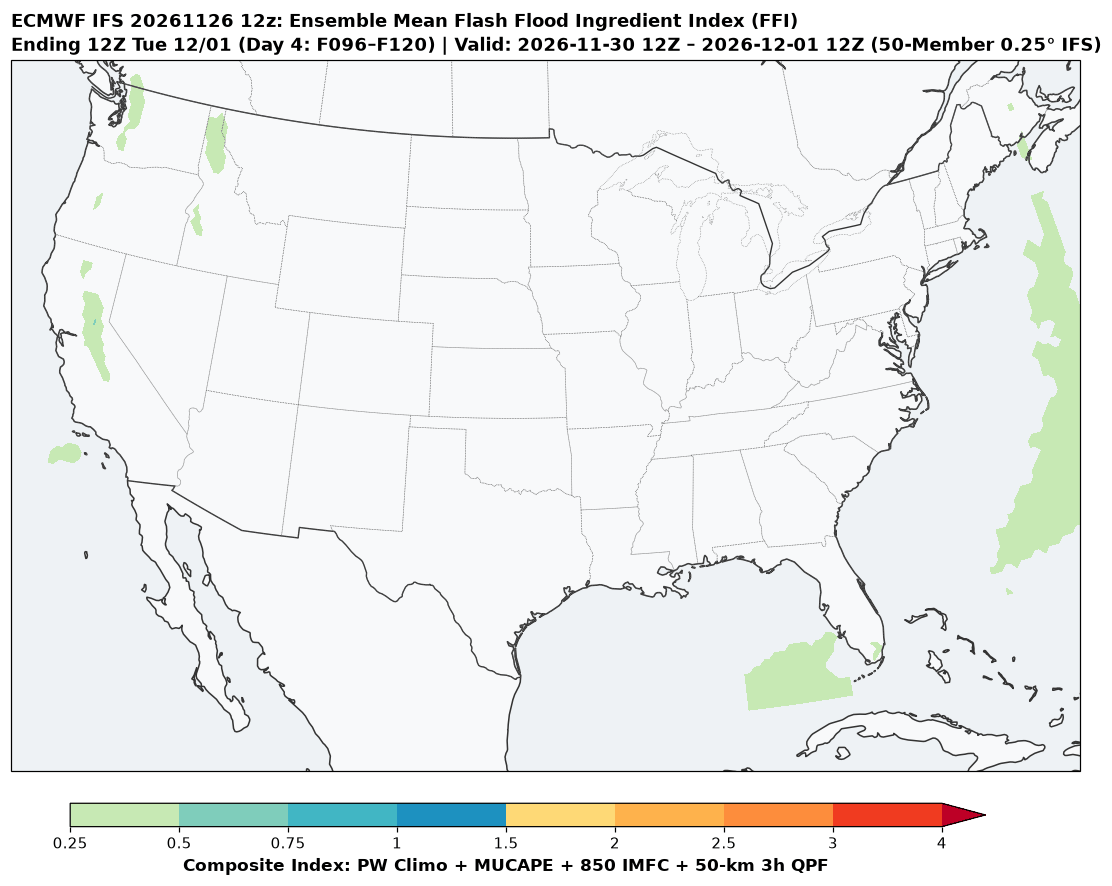 ECMWF IFS 20261126 12z: Ensemble Mean Flash Flood Ingredient Index (FFI)
Ending 12Z Tue 12/01 (Day 4: F096–F120) | Valid: 2026-11-30 12Z – 2026-12-01 12Z (50-Member 0.25° IFS)
0.25 0.5 0.75 1 1.5 2 2.5 3 4
Composite Index: PW Climo + MUCAPE + 850 IMFC + 50-km 3h QPF